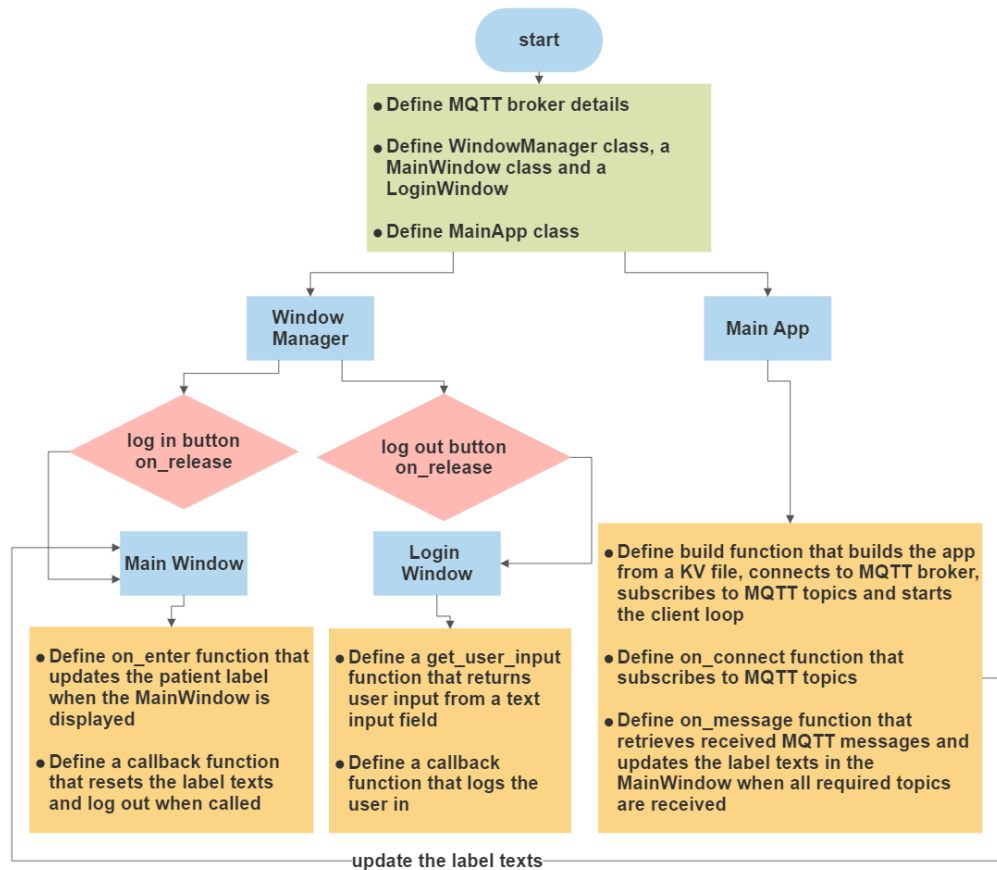 start
● Define MQTT broker details
● Define WindowManager class, a
MainWindow class and a
LoginWindow
● Define MainApp class
Window
Manager
Main App
log in button
on_release
log out button
on_release
Main Window
Login
Window
● Define on_enter function that
updates the patient label
when the MainWindow is
displayed
● Define a callback function
that resets the label texts
and log out when called
● Define a get_user_input
function that returns
user input from a text
input field
● Define a callback
function that logs the
user in
● Define build function that builds the app
from a KV file, connects to MQTT broker,
subscribes to MQTT topics and starts
the client loop
● Define on_connect function that
subscribes to MQTT topics
● Define on_message function that
retrieves received MQTT messages and
updates the label texts in the
MainWindow when all required topics
are received
update the label texts